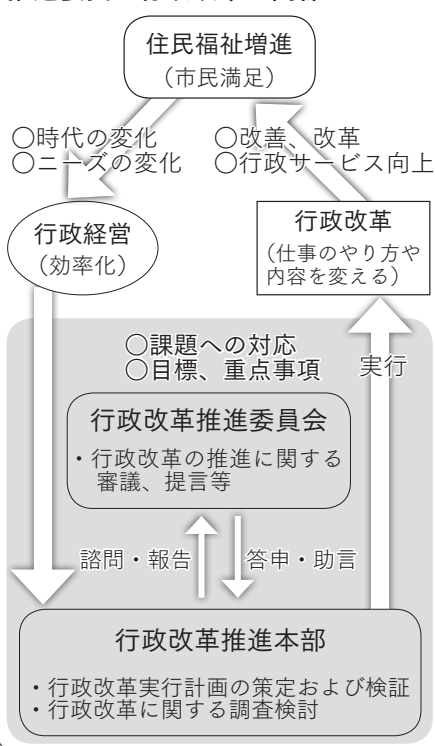 住民福祉増進
（市民満足）
○時代の変化
○ニーズの変化
○改善、改革
○行政サービス向上
行政経営
（効率化）
行政改革
（仕事のやり方や
内容を変える）
○課題への対応
○目標、重点事項
実行
行政改革推進委員会
・行政改革の推進に関する
審議、提言等
諮問・報告
答申・助言
行政改革推進本部
・行政改革実行計画の策定および検証
・行政改革に関する調査検討